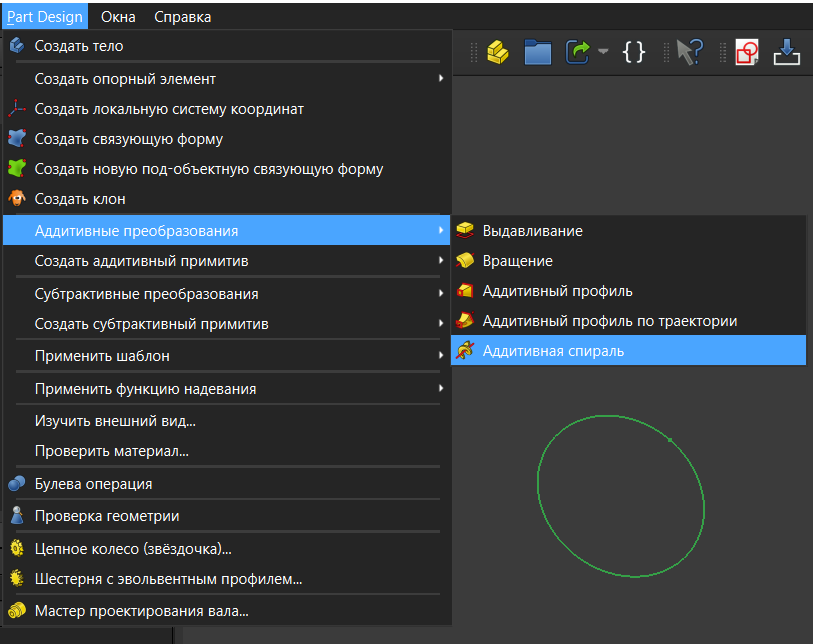 Part Design Окна Справка
Создать тело
Создать опорный элемент
Создать локальную систему координат
Создать связующую форму
Создать новую под-объектную связующую форму
Создать клон
Аддитивные преобразования
Создать аддитивный примитив
Субтрактивные преобразования
Создать субтрактивный примитив
Применить шаблон
Применить функцию надевания
Изучить внешний вид...
Проверить материал...
Булева операция
Проверка геометрии
Цепное колесо (звёздочка)...
Шестерня с эвольвентным профилем...
Мастер проектирования вала...
Выдавливание
Вращение
Аддитивный профиль
Аддитивный профиль по траектории
Аддитивная спираль